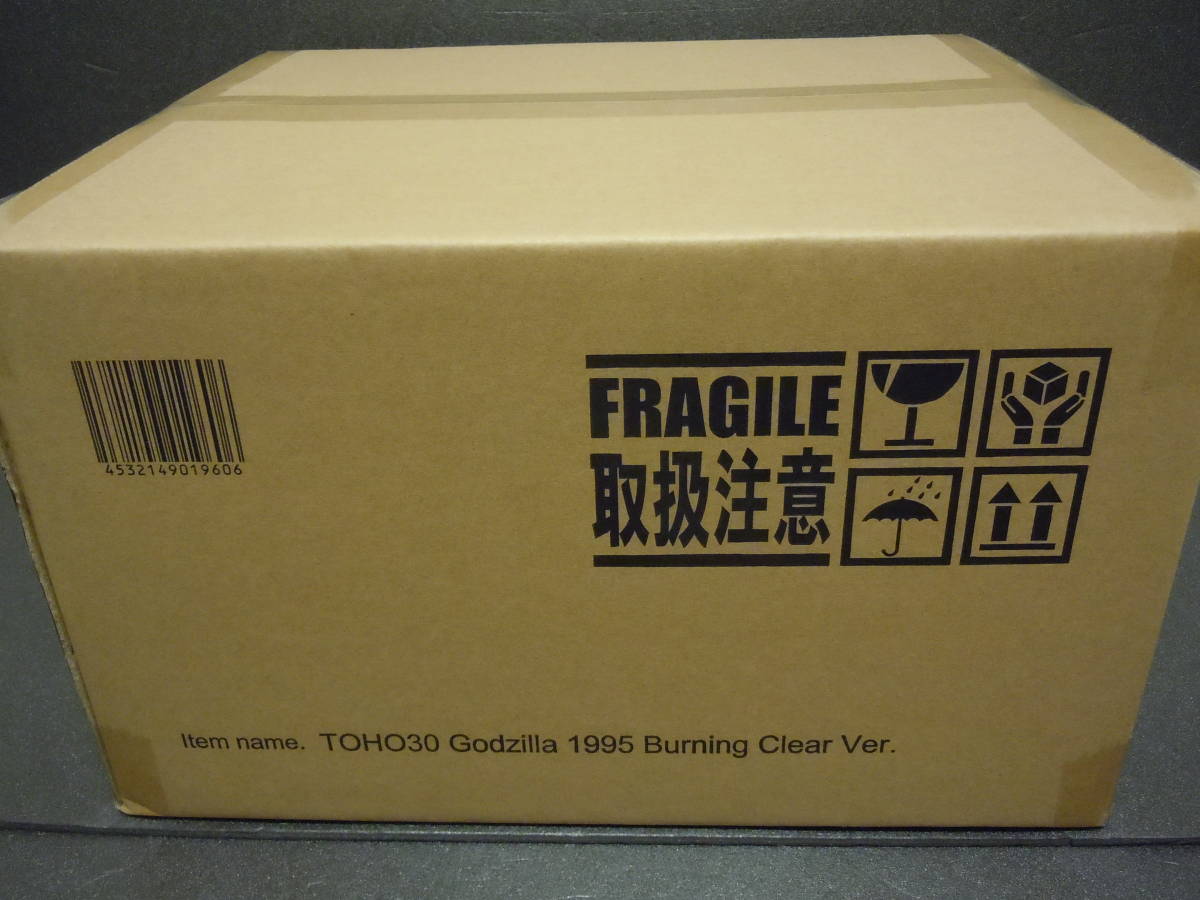 4532149019606
FRAGILE
取扱注意
Item name. TOHO30 Godzilla 1995 Burning Clear Ver.